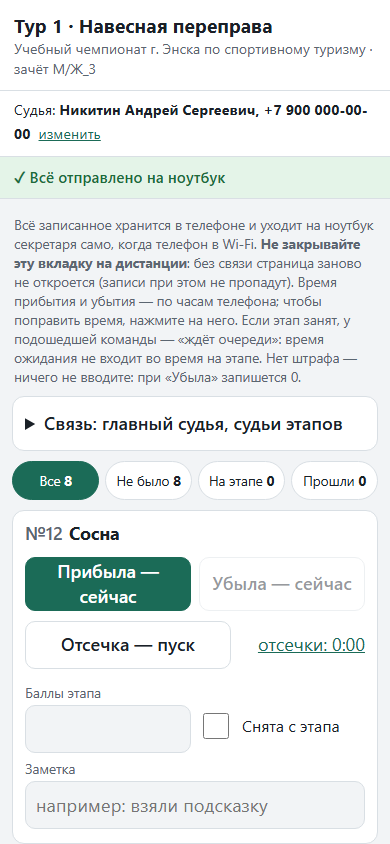 Тур 1 · Навесная переправа
Учебный чемпионат г. Энска по спортивному туризму ·
зачёт М/Ж_3
Судья: Никитин Андрей Сергеевич, +7 900 000-00-
00 изменить
✓ Всё отправлено на ноутбук
Всё записанное хранится в телефоне и уходит на ноутбук
секретаря само, когда телефон в Wi-Fi. Не закрывайте
эту вкладку на дистанции: без связи страница заново
не откроется (записи при этом не пропадут). Время
прибытия и убытия — по часам телефона; чтобы
поправить время, нажмите на него. Если этап занят, у
подошедшей команды — «ждёт очереди»: время
ожидания не входит во время на этапе. Нет штрафа —
ничего не вводите: при «Убыла» запишется 0.
▶ Связь: главный судья, судьи этапов
Все 8 Не было 8 На этапе 0 Прошли 0
№12 Сосна
Прибыла —
сейчас
Убыла — сейчас
Отсечка — пуск отсечки: 0:00
Баллы этапа
Снята с этапа
Заметка
например: взяли подсказку